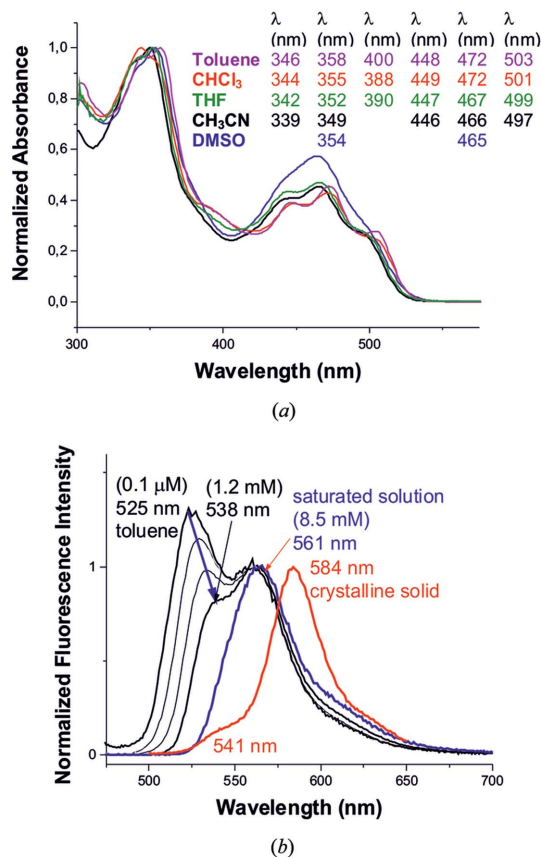 λ λ λ λ λ λ
(nm) (nm) (nm) (nm) (nm) (nm)
Toluene 346 358 400 448 472 503
CHCl₃ 344 355 388 449 472 501
THF 342 352 390 447 467 499
CH₃CN 339 349 446 466 497
DMSO 354 465
Normalized Absorbance
1,0
0,8
0,6
0,4
0,2
0,0
300 400 500
Wavelength (nm)
(a)
(0.1 μM)
525 nm
toluene
(1.2 mM)
538 nm
saturated solution
(8.5 mM)
561 nm
584 nm
crystalline solid
541 nm
Normalized Fluorescence Intensity
1
0
500 550 600 650 700
Wavelength (nm)
(b)